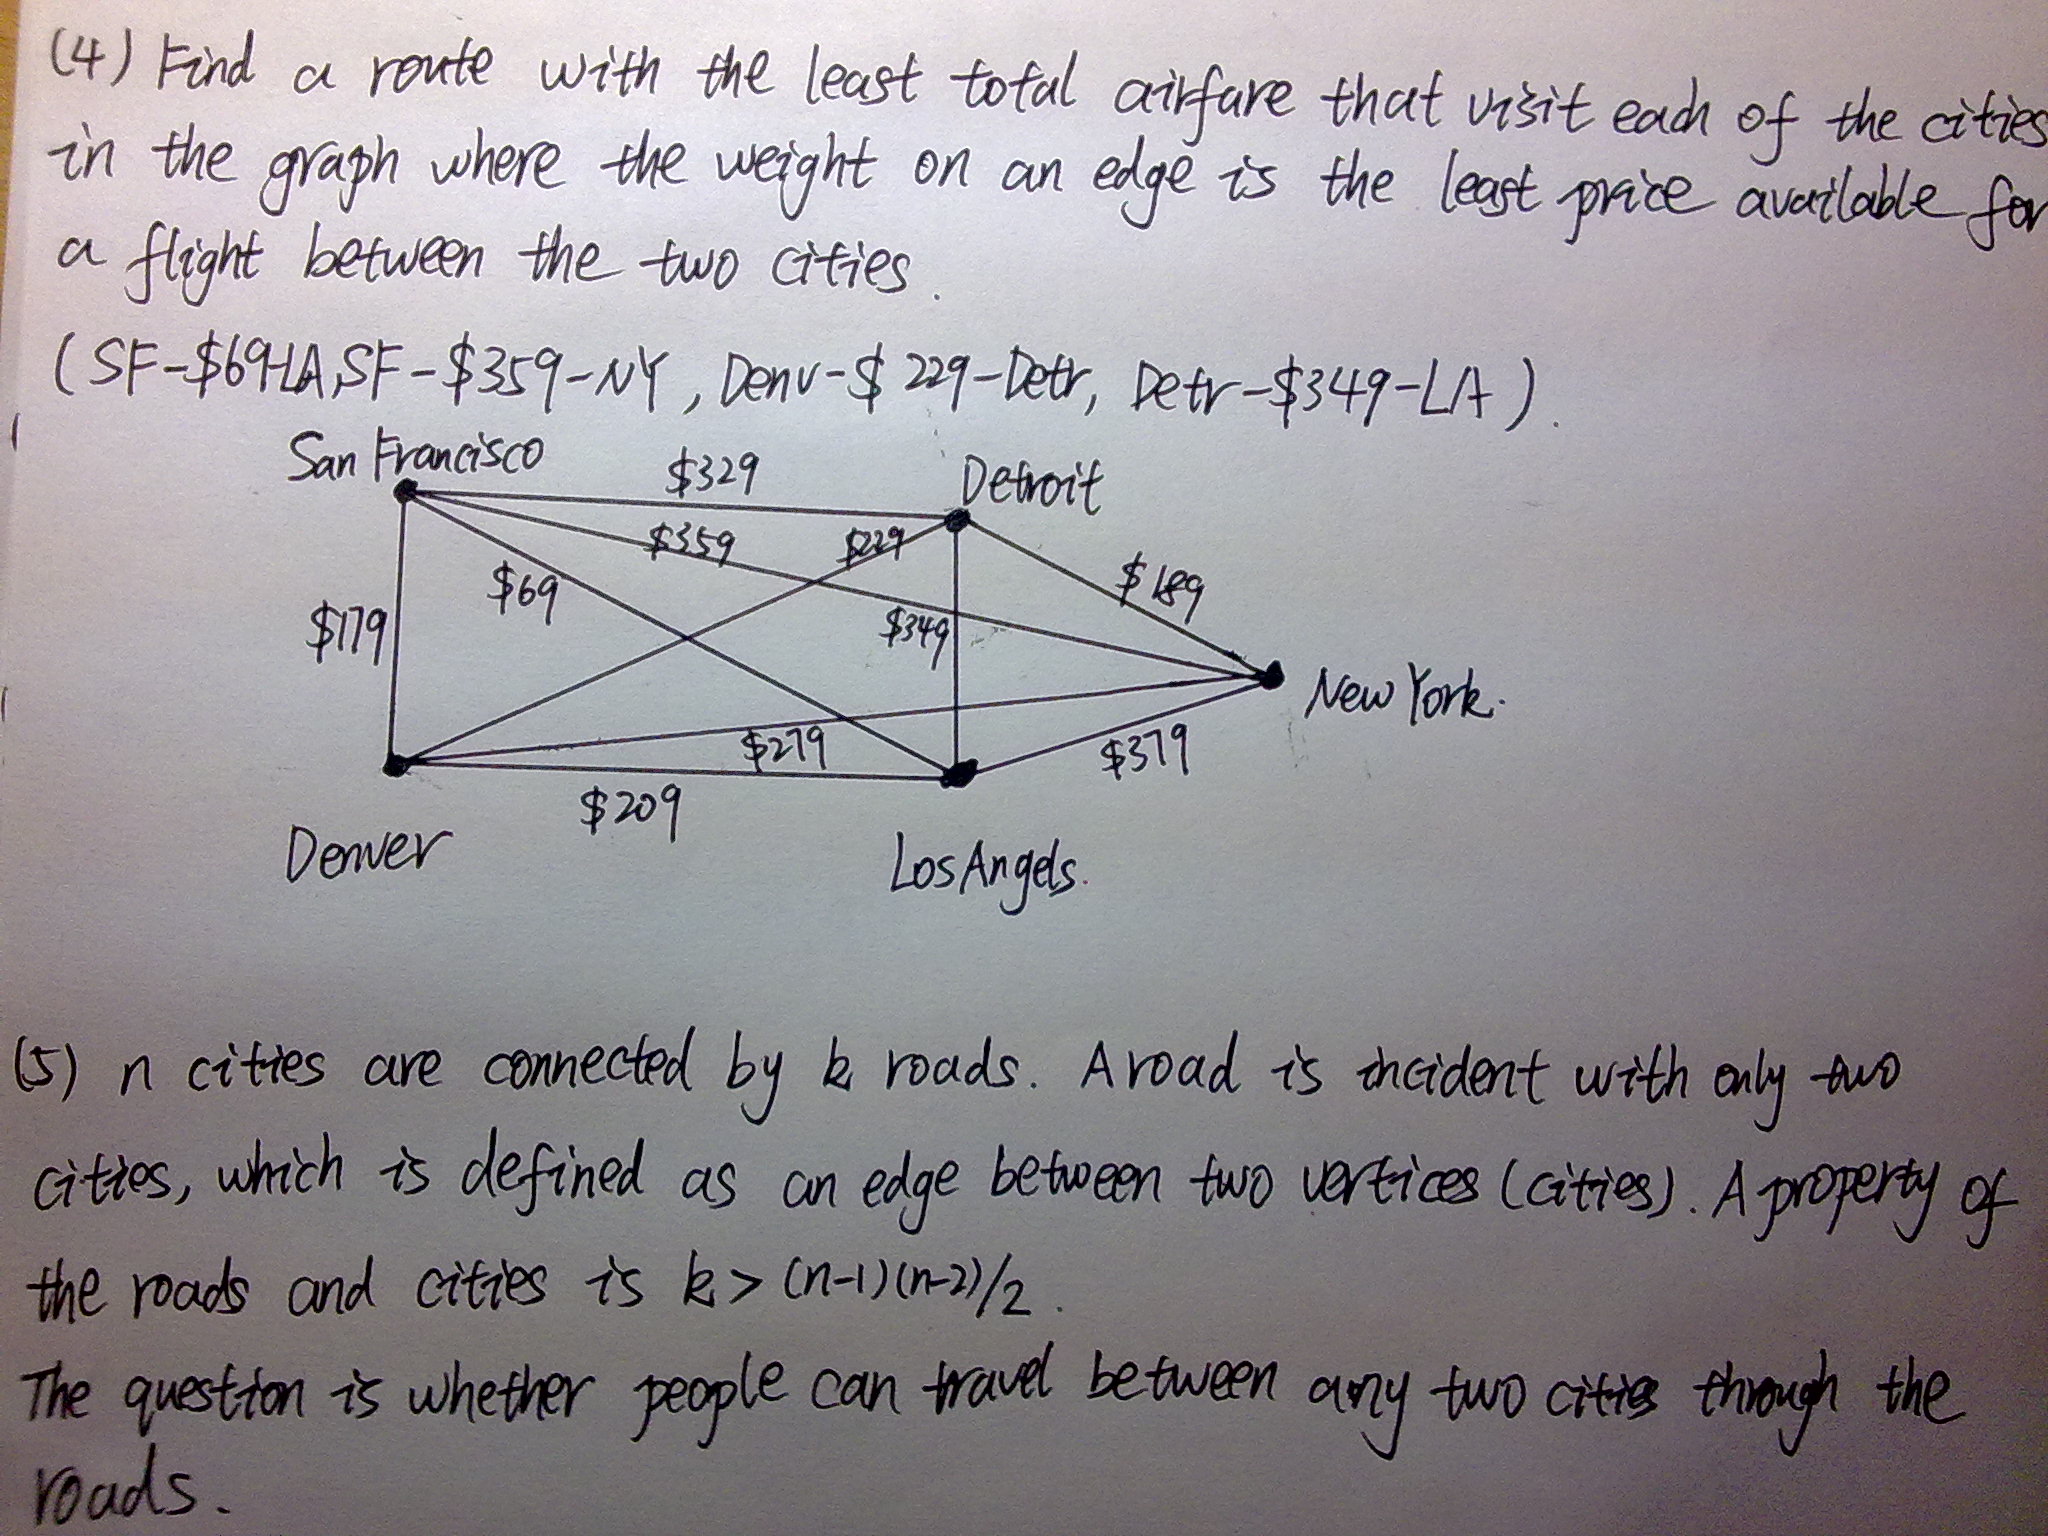 (4) Find a route with the least total airfare that visit each of the cities
in the graph where the weight on an edge is the least price available for
a flight between the two cities.
(SF-$69-LA, SF-$359-NY, Denv-$229-Detr, Detr-$349-LA).
San Francisco
$329
Detroit
$359
$229
$69
$189
$179
$349
New York.
$279
$379
$209
Denver
Los Angels.
(5) n cities are connected by k roads. A road is incident with only two
cities, which is defined as an edge between two vertices (cities). A property of
the roads and cities is k > (n-1)(n-2)/2.
The question is whether people can travel between any two cities through the
roads.